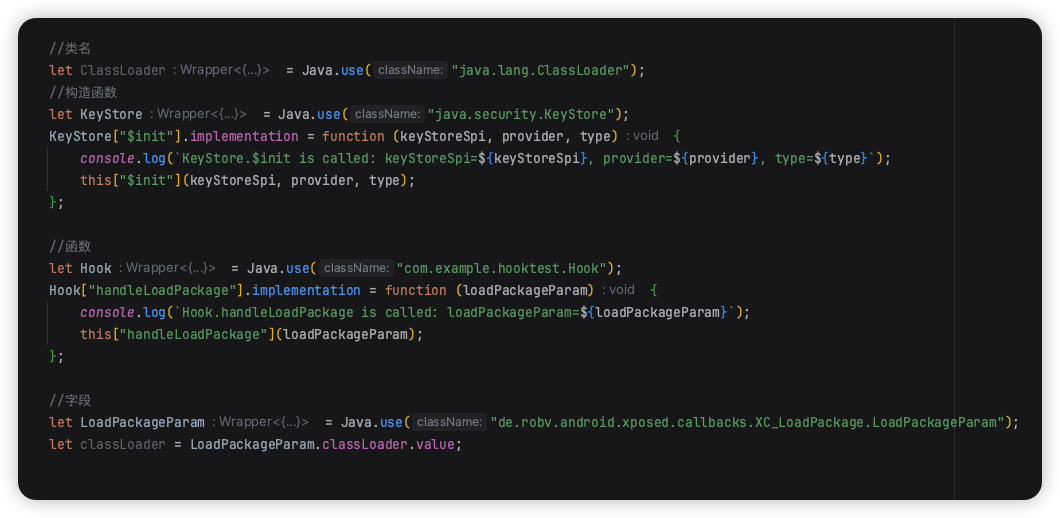 //类名
let ClassLoader : Wrapper<{...}> = Java.use( className: "java.lang.ClassLoader");
//构造函数
let KeyStore : Wrapper<{...}> = Java.use( className: "java.security.KeyStore");
KeyStore["$init"].implementation = function (keyStoreSpi, provider, type) : void {
    console.log(`KeyStore.$init is called: keyStoreSpi=${keyStoreSpi}, provider=${provider}, type=${type}`);
    this["$init"](keyStoreSpi, provider, type);
};
//函数
let Hook : Wrapper<{...}> = Java.use( className: "com.example.hooktest.Hook");
Hook["handleLoadPackage"].implementation = function (loadPackageParam) : void {
    console.log(`Hook.handleLoadPackage is called: loadPackageParam=${loadPackageParam}`);
    this["handleLoadPackage"](loadPackageParam);
};
//字段
let LoadPackageParam : Wrapper<{...}> = Java.use( className: "de.robv.android.xposed.callbacks.XC_LoadPackage.LoadPackageParam");
let classLoader = LoadPackageParam.classLoader.value;